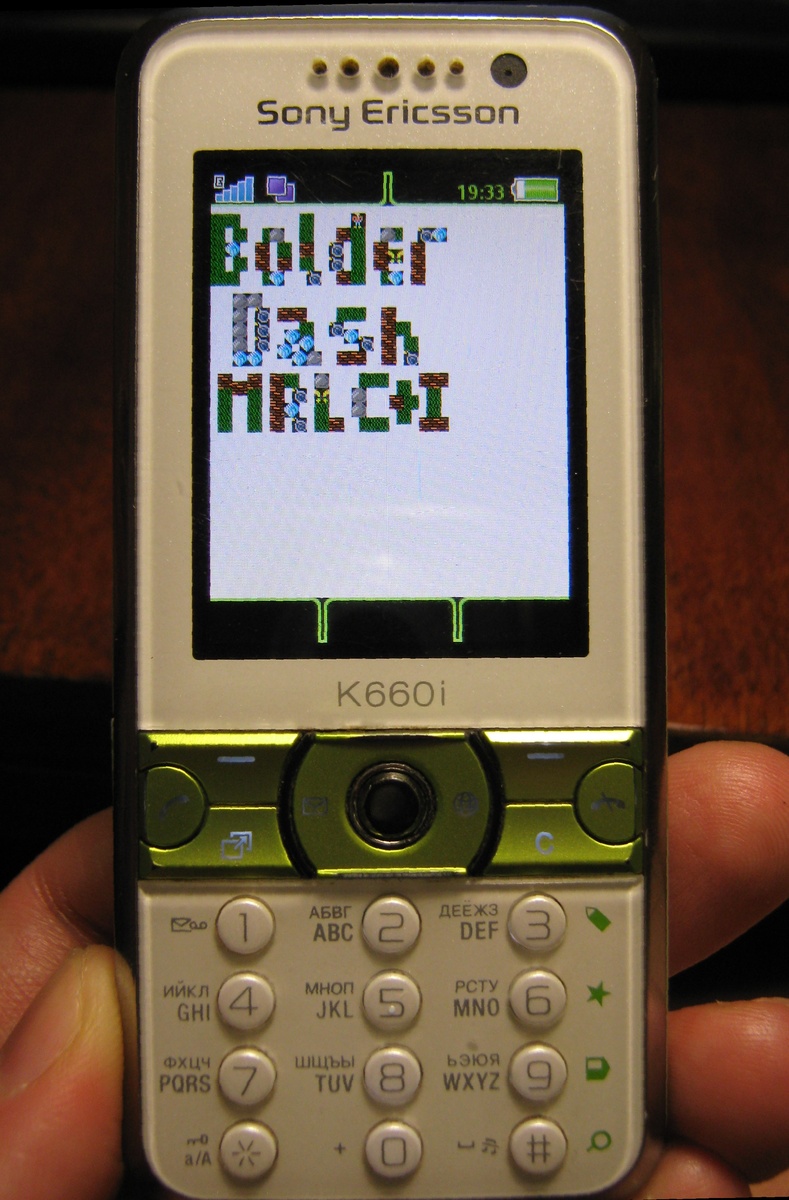 Sony Ericsson
19:33
Bolder
Dash
K660i
C
1 АБВГ ABC 2 ДЕЁЖЗ DEF 3
ИЙКЛ GHI 4 МНОП JKL 5 РСТУ MNO 6
ФХЦЧ PQRS 7 ШЩЪЫ TUV 8 ЬЭЮЯ WXYZ 9
a/A * + 0 #